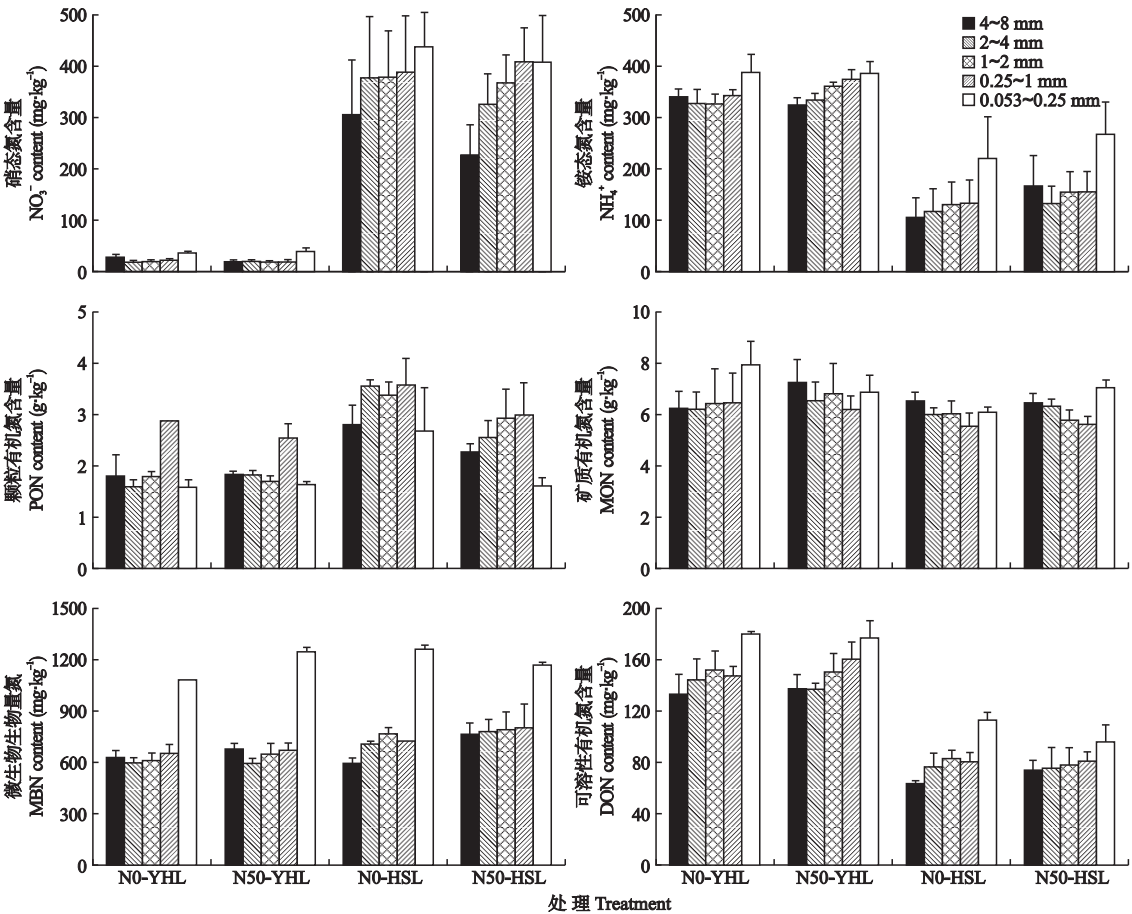 硝态氮含量
NO₃⁻ content (mg·kg⁻¹)
500
400
300
200
100
0
铵态氮含量
NH₄⁺ content (mg·kg⁻¹)
500
400
300
200
100
0
4~8 mm
2~4 mm
1~2 mm
0.25~1 mm
0.053~0.25 mm
颗粒有机氮含量
PON content (g·kg⁻¹)
5
4
3
2
1
0
矿质有机氮含量
MON content (g·kg⁻¹)
10
8
6
4
2
0
微生物生物量氮
MBN content (mg·kg⁻¹)
1500
1200
900
600
300
0
N0-YHL N50-YHL N0-HSL N50-HSL
可溶性有机氮含量
DON content (mg·kg⁻¹)
200
160
120
80
40
0
N0-YHL N50-YHL N0-HSL N50-HSL
处 理 Treatment